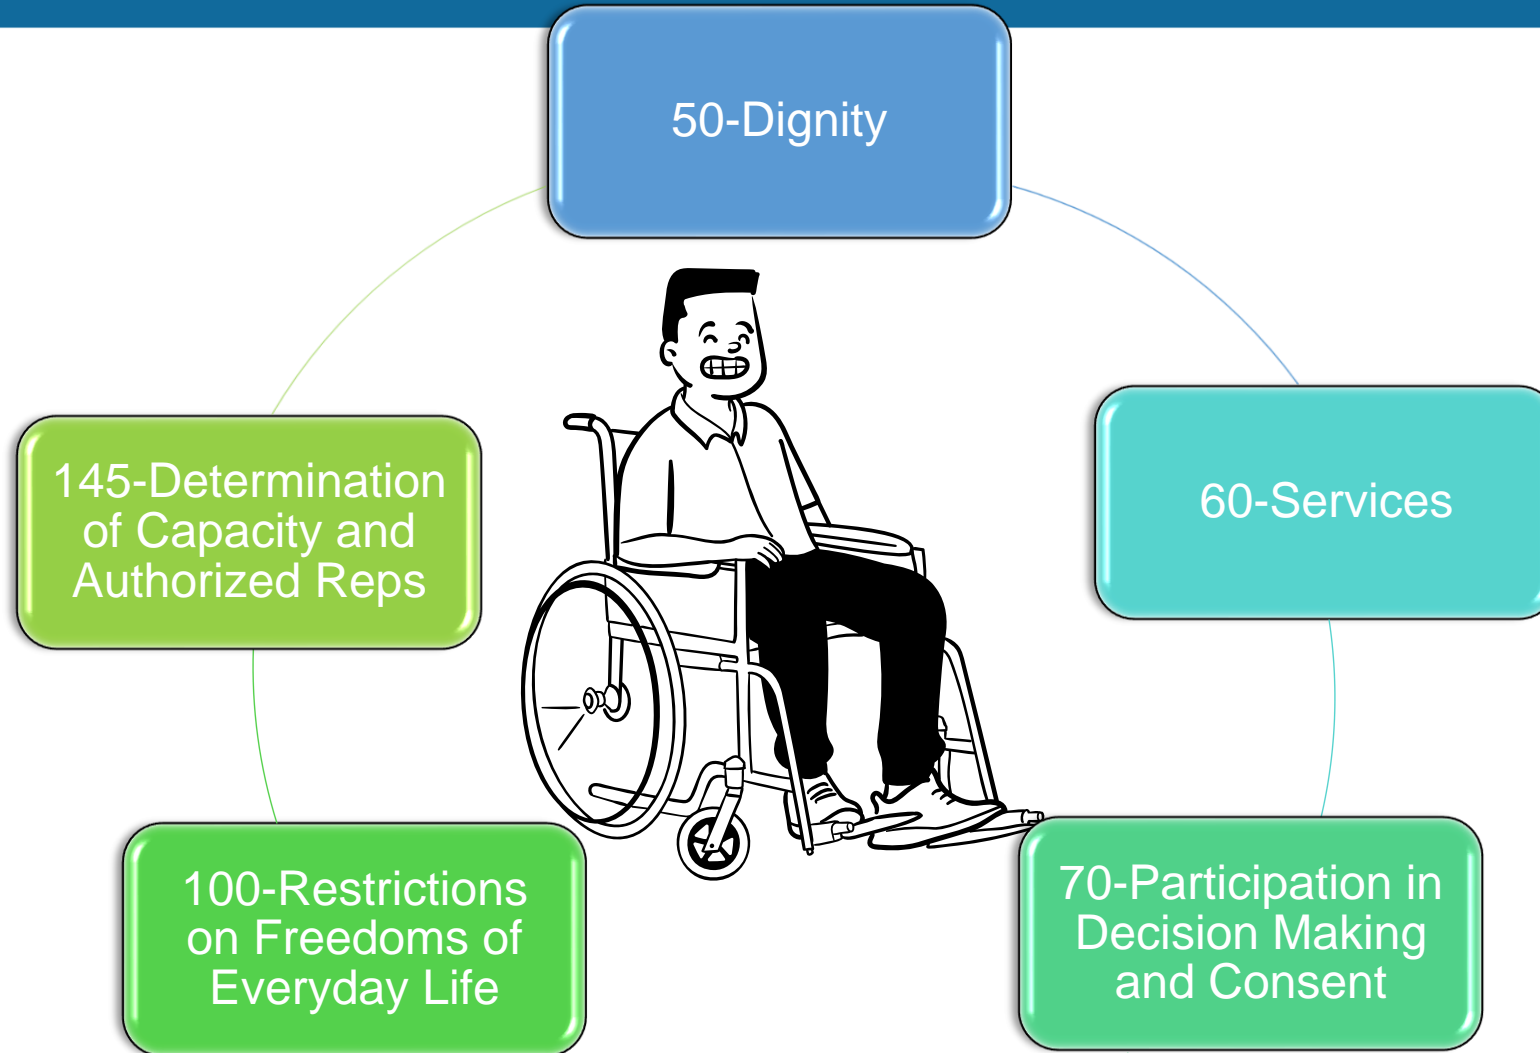 50-Dignity
60-Services
70-Participation in
Decision Making
and Consent
100-Restrictions
on Freedoms of
Everyday Life
145-Determination
of Capacity and
Authorized Reps